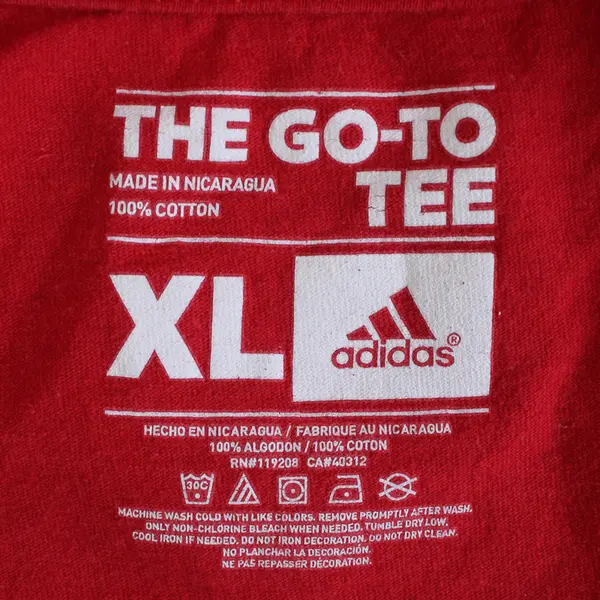 THE GO-TO
TEE
MADE IN NICARAGUA
100% COTTON
XL
adidas®
HECHO EN NICARAGUA / FABRIQUE AU NICARAGUA
100% ALGODON / 100% COTON
RN#119208 CA#40312
30C
MACHINE WASH COLD WITH LIKE COLORS. REMOVE PROMPTLY AFTER WASH.
ONLY NON-CHLORINE BLEACH WHEN NEEDED. TUMBLE DRY LOW.
COOL IRON IF NEEDED. DO NOT IRON DECORATION. DO NOT DRY CLEAN.
NO PLANCHAR LA DECORACIÓN.
NE PAS REPASSER DÉCORATION.